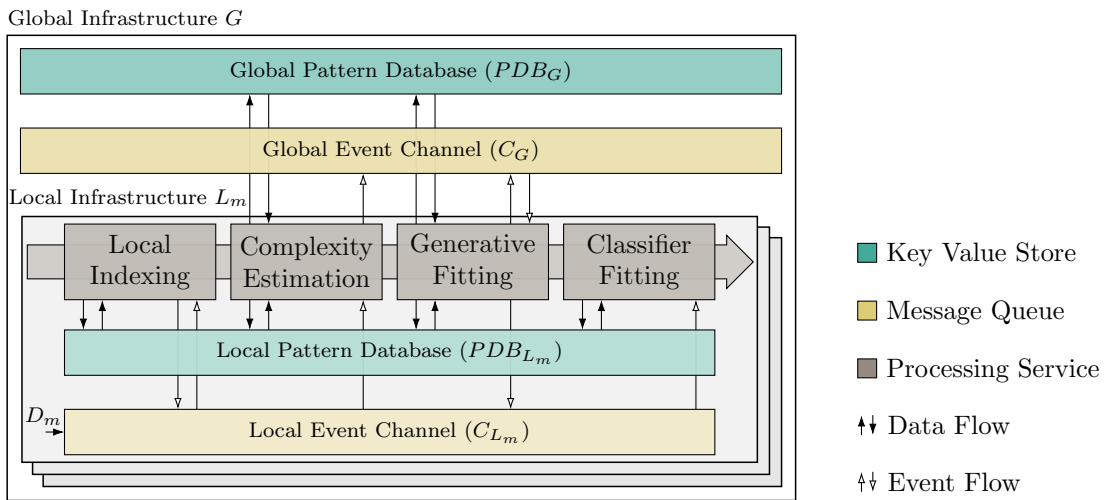 Global Infrastructure G
Global Pattern Database (PDB_G)
Global Event Channel (C_G)
Local Infrastructure L_m
Local
Indexing
Complexity
Estimation
Generative
Fitting
Classifier
Fitting
Local Pattern Database (PDB_{L_m})
D_m
Local Event Channel (C_{L_m})
Key Value Store
Message Queue
Processing Service
Data Flow
Event Flow